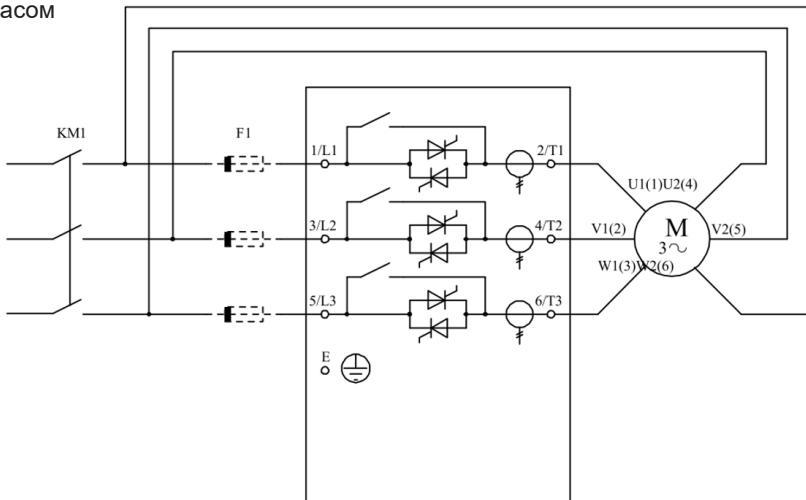 асом
KM1
F1
1/L1
2/T1
U1(1)U2(4)
3/L2
4/T2
V1(2)
M
3~
V2(5)
W1(3)W2(6)
5/L3
6/T3
E